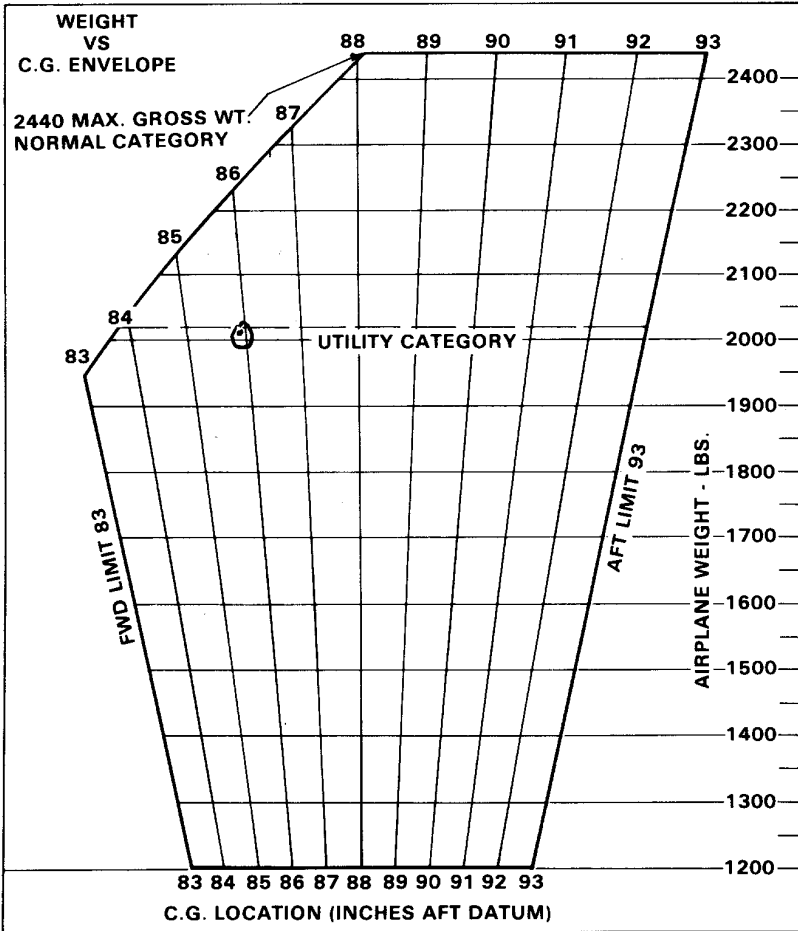 WEIGHT
VS
C.G. ENVELOPE
2440 MAX. GROSS WT.
NORMAL CATEGORY
88 89 90 91 92 93
87
86
85
84
83
2400
2300
2200
2100
2000
1900
1800
1700
1600
1500
1400
1300
1200
UTILITY CATEGORY
FWD LIMIT 83
AFT LIMIT 93
AIRPLANE WEIGHT - LBS.
83 84 85 86 87 88 89 90 91 92 93
C.G. LOCATION (INCHES AFT DATUM)